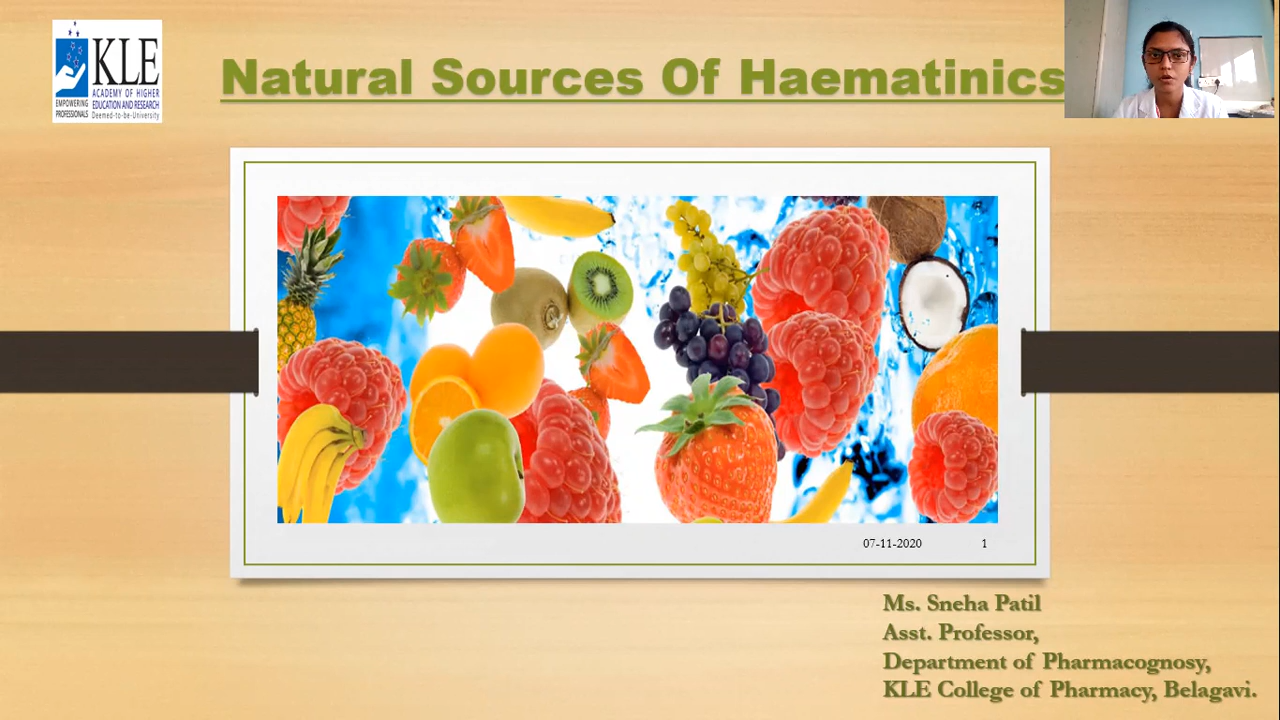 KLE
ACADEMY OF HIGHER
EDUCATION AND RESEARCH
Deemed-to-be-University
EMPOWERING
PROFESSIONALS
Natural Sources Of Haematinics
07-11-2020 1
Ms. Sneha Patil
Asst. Professor,
Department of Pharmacognosy,
KLE College of Pharmacy, Belagavi.